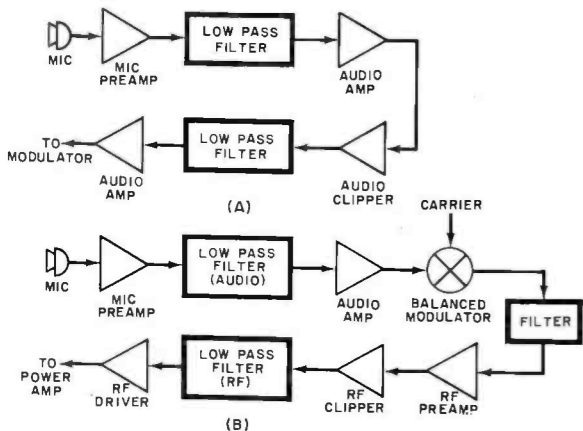 MIC
MIC
PREAMP
LOW PASS
FILTER
AUDIO
AMP
TO
MODULATOR
AUDIO
AMP
LOW PASS
FILTER
AUDIO
CLIPPER
(A)
CARRIER
MIC
MIC
PREAMP
LOW PASS
FILTER
(AUDIO)
AUDIO
AMP
BALANCED
MODULATOR
FILTER
TO
POWER
AMP
RF
DRIVER
LOW PASS
FILTER
(RF)
RF
CLIPPER
RF
PREAMP
(B)